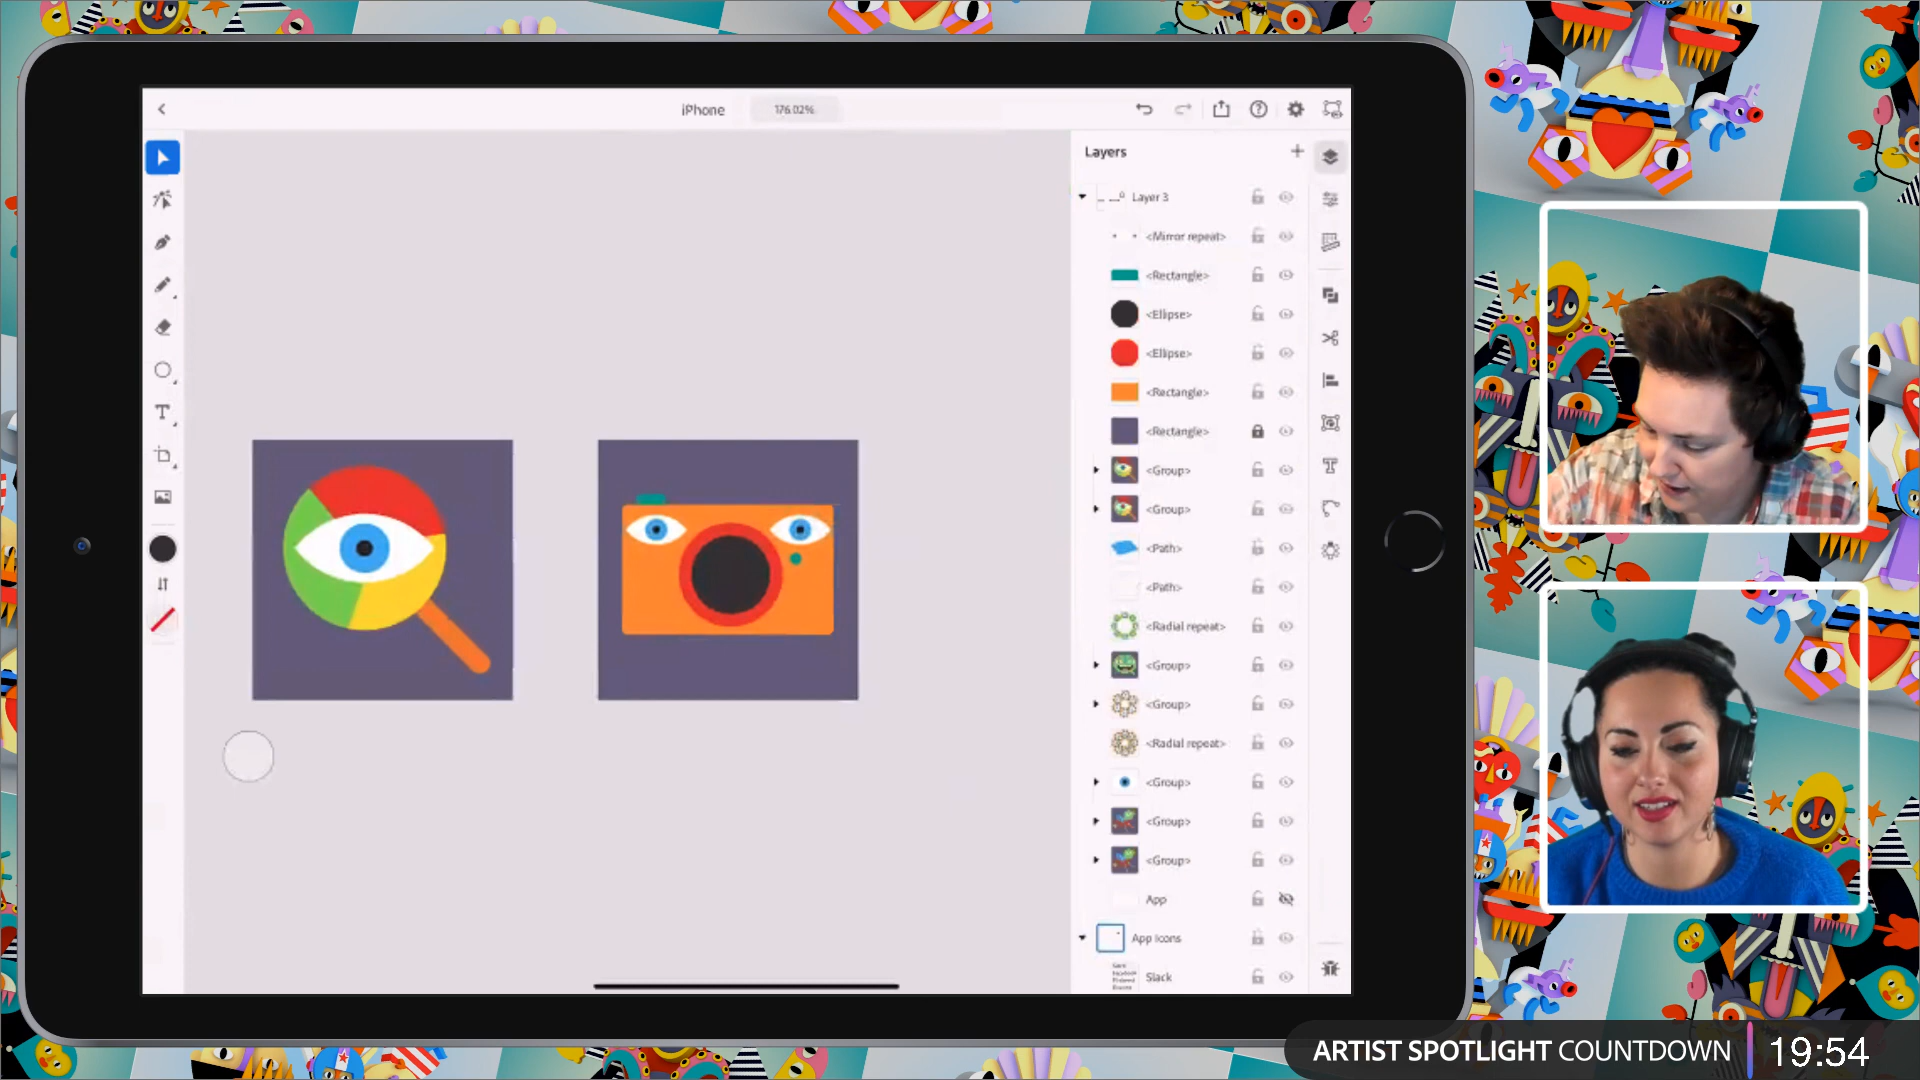 iPhone
176.02%
Layers
Layer 3
<Mirror repeat>
<Rectangle>
<Ellipse>
<Ellipse>
<Rectangle>
<Rectangle>
<Group>
<Group>
<Path>
<Path>
<Radial repeat>
<Group>
<Group>
<Radial repeat>
<Group>
<Group>
<Group>
App
App Icons
Slack
ARTIST SPOTLIGHT COUNTDOWN 19:54